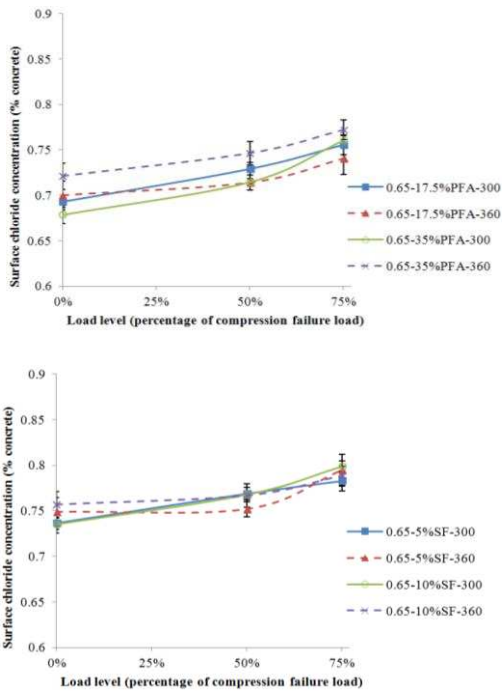 0.9
0.85
0.8
0.75
0.7
0.65
0.6
Surface chloride concentration (% concrete)
0%
25%
50%
75%
Load level (percentage of compression failure load)
0.65-17.5%PFA-300
0.65-17.5%PFA-360
0.65-35%PFA-300
0.65-35%PFA-360
0.9
0.85
0.8
0.75
0.7
0.65
0.6
Surface chloride concentration (% concrete)
0%
25%
50%
75%
Load level (percentage of compression failure load)
0.65-5%SF-300
0.65-5%SF-360
0.65-10%SF-300
0.65-10%SF-360